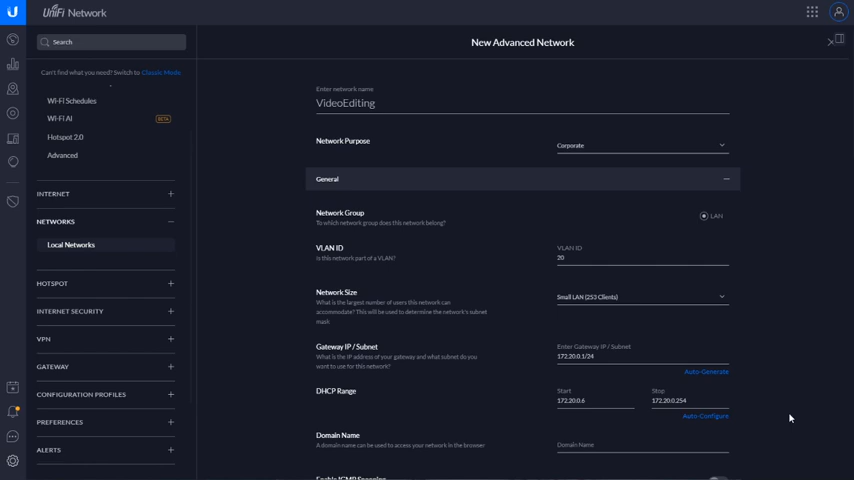 UniFi Network
Search
New Advanced Network
Can't find what you need? Switch to Classic Mode
Wi-Fi Schedules
Wi-Fi AI BETA
Hotspot 2.0
Advanced
INTERNET
NETWORKS
Local Networks
HOTSPOT
INTERNET SECURITY
VPN
GATEWAY
CONFIGURATION PROFILES
PREFERENCES
ALERTS
Enter network name
VideoEditing
Network Purpose
Corporate
General
Network Group
To which network group does this network belong?
LAN
VLAN ID
Is this network part of a VLAN?
VLAN ID
20
Network Size
What is the largest number of users this network can
accommodate? This will be used to determine the network's subnet
mask
Small LAN (253 Clients)
Gateway IP / Subnet
What is the IP address of your gateway and what subnet do you
want to use for this network?
Enter Gateway IP / Subnet
172.20.0.1/24
Auto-Generate
DHCP Range
Start
172.20.0.6
Stop
172.20.0.254
Auto-Configure
Domain Name
A domain name can be used to access your network in the browser
Domain Name
Enable IGMP Snooping